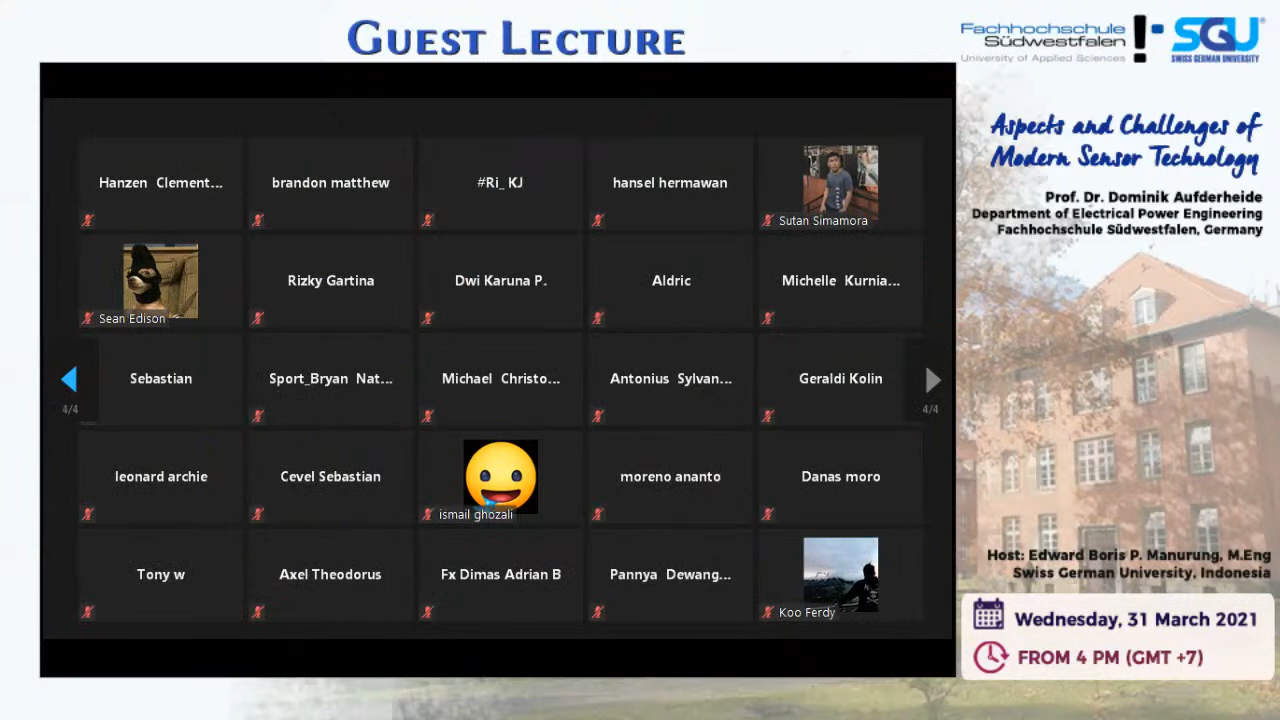 GUEST LECTURE
Fachhochschule
Südwestfalen
University of Applied Sciences
SGU
SWISS GERMAN UNIVERSITY
Aspects and Challenges of
Modern Sensor Technology
Prof. Dr. Dominik Aufderheide
Department of Electrical Power Engineering
Fachhochschule Südwestfalen, Germany
Hanzen Clement...
brandon matthew
#Ri_ KJ
hansel hermawan
Sutan Simamora
Sean Edison
Rizky Gartina
Dwi Karuna P.
Aldric
Michelle Kurnia...
Sebastian
Sport_Bryan Nat...
Michael Christo...
Antonius Sylvan...
Geraldi Kolin
4/4
4/4
leonard archie
Cevel Sebastian
ismail ghozali
moreno ananto
Danas moro
Tony w
Axel Theodorus
Fx Dimas Adrian B
Pannya Dewang...
Koo Ferdy
Host: Edward Boris P. Manurung, M.Eng
Swiss German University, Indonesia
Wednesday, 31 March 2021
FROM 4 PM (GMT +7)